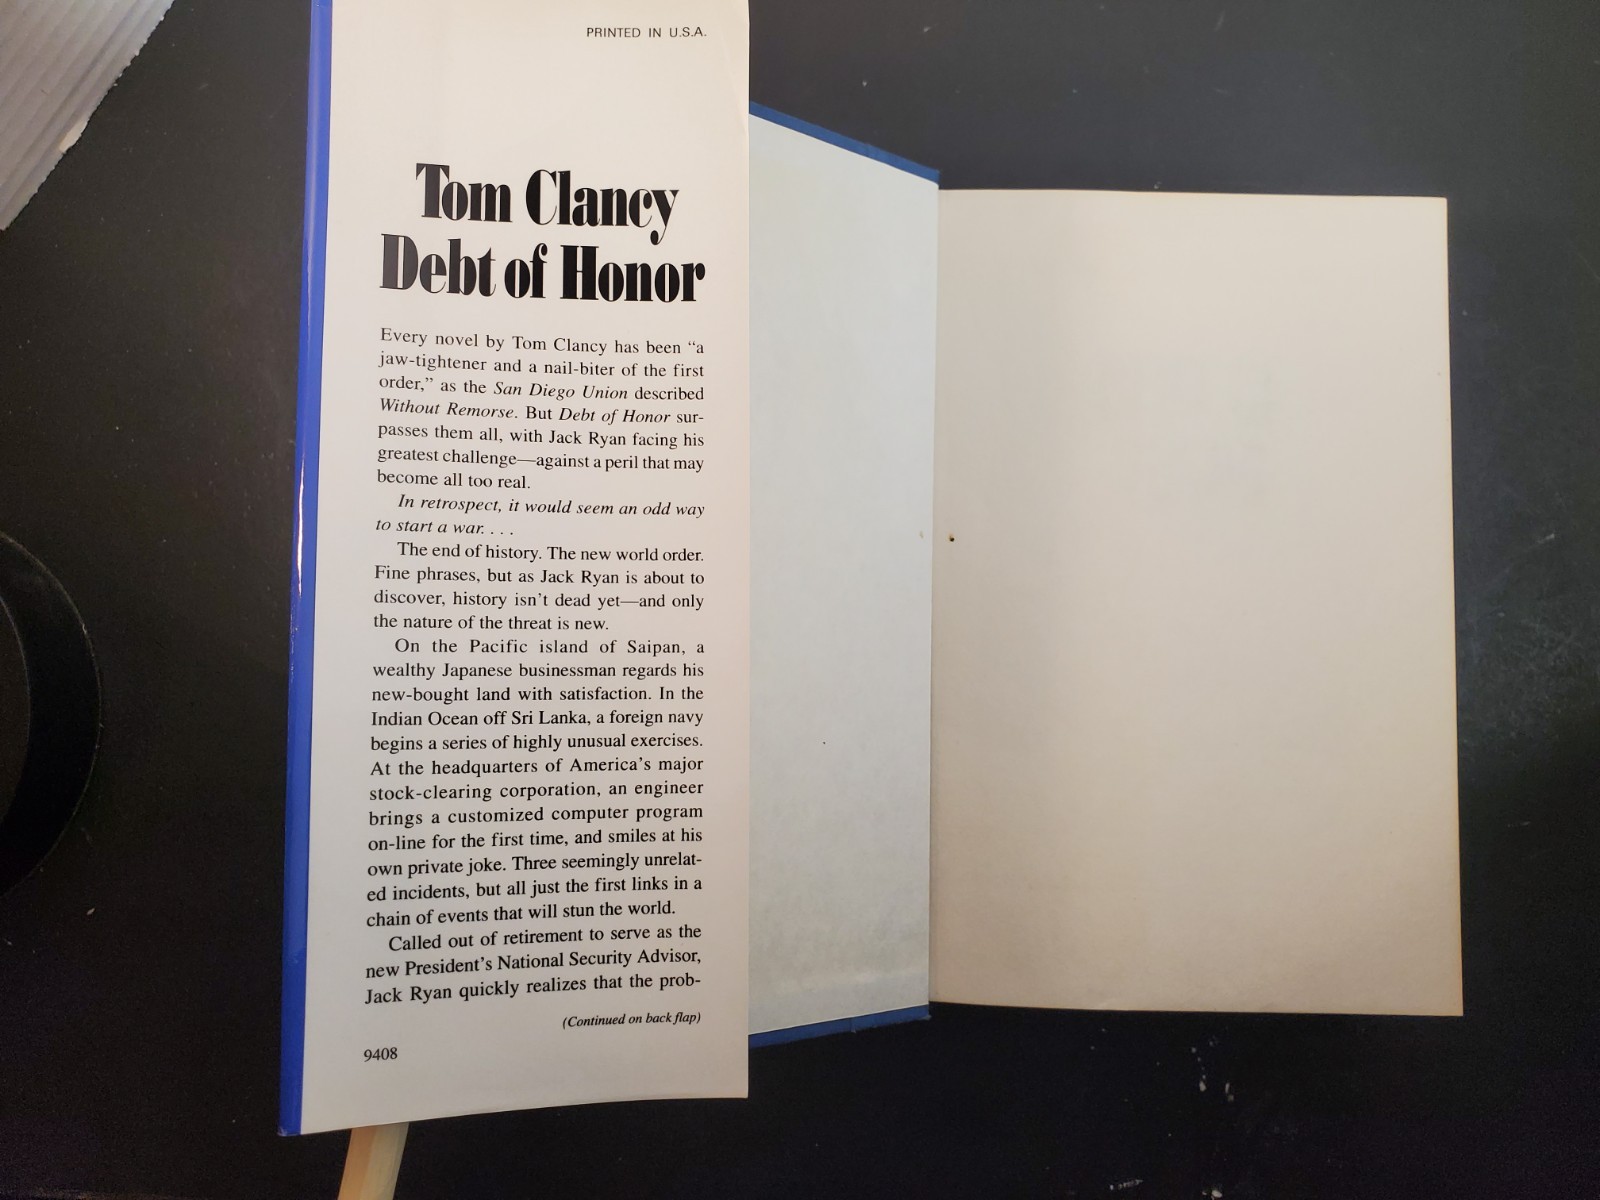 PRINTED IN U.S.A.
Tom Clancy
Debt of Honor
Every novel by Tom Clancy has been “a
jaw-tightener and a nail-biter of the first
order,” as the San Diego Union described
Without Remorse. But Debt of Honor sur-
passes them all, with Jack Ryan facing his
greatest challenge—against a peril that may
become all too real.
In retrospect, it would seem an odd way
to start a war. . . .
The end of history. The new world order.
Fine phrases, but as Jack Ryan is about to
discover, history isn't dead yet—and only
the nature of the threat is new.
On the Pacific island of Saipan, a
wealthy Japanese businessman regards his
new-bought land with satisfaction. In the
Indian Ocean off Sri Lanka, a foreign navy
begins a series of highly unusual exercises.
At the headquarters of America's major
stock-clearing corporation, an engineer
brings a customized computer program
on-line for the first time, and smiles at his
own private joke. Three seemingly unrelat-
ed incidents, but all just the first links in a
chain of events that will stun the world.
Called out of retirement to serve as the
new President's National Security Advisor,
Jack Ryan quickly realizes that the prob-
(Continued on back flap)
9408